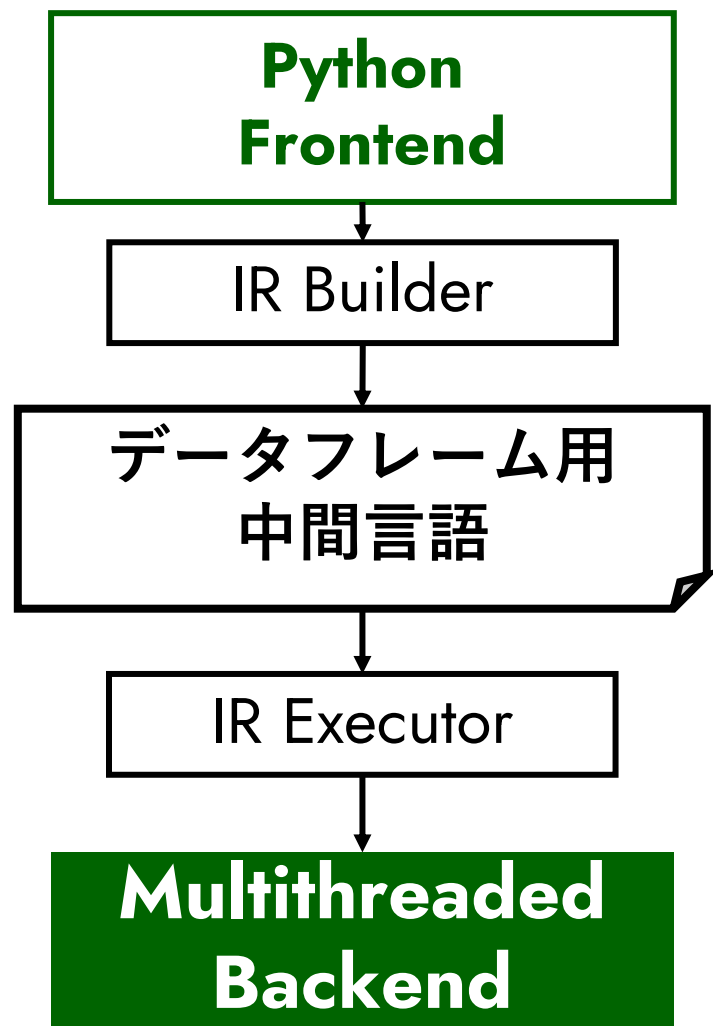 Python
Frontend
IR Builder
データフレーム用
中間言語
IR Executor
Multithreaded
Backend